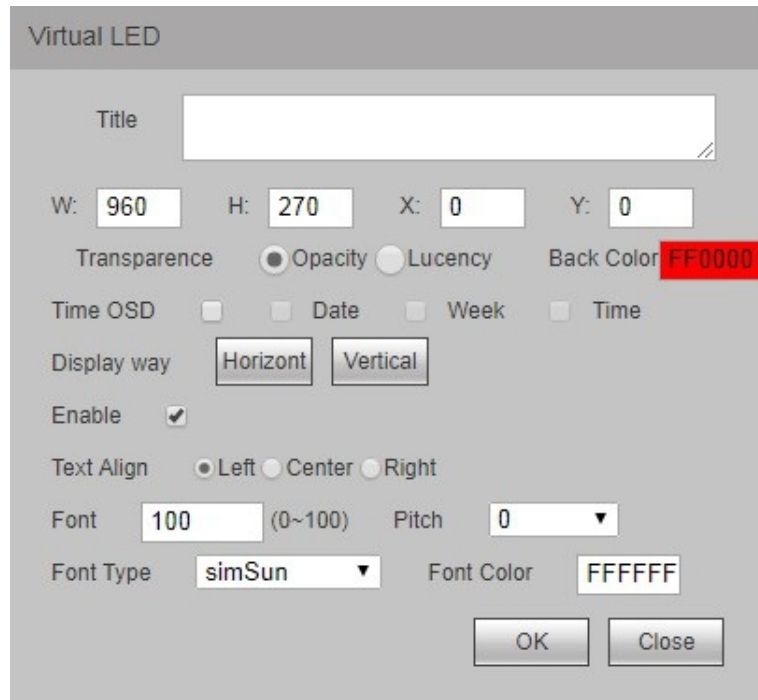 Virtual LED
Title
W: 960 H: 270 X: 0 Y: 0
Transparence Opacity Lucency Back Color FF0000
Time OSD Date Week Time
Display way Horizont Vertical
Enable
Text Align Left Center Right
Font 100 (0~100) Pitch 0
Font Type simSun Font Color FFFFFF
OK Close